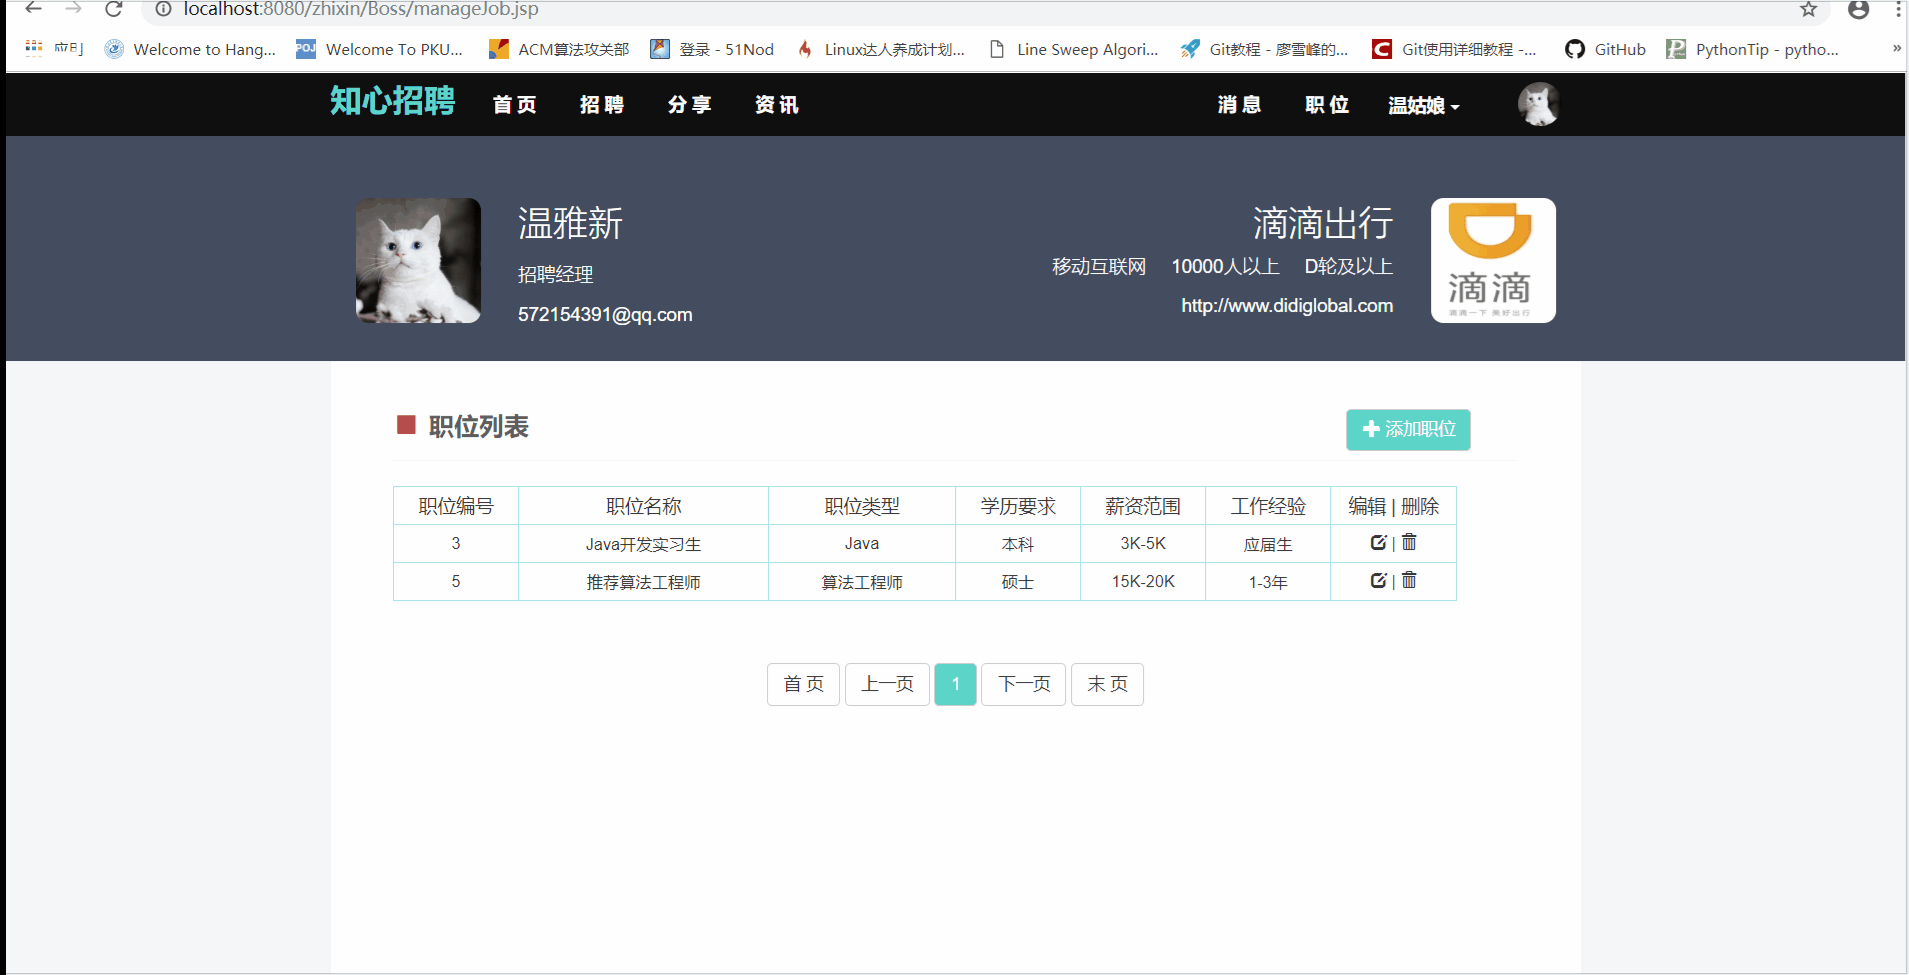 localhost:8080/zhixin/Boss/manageJob.jsp
Welcome to Hang... Welcome To PKU... ACM算法攻关部 登录 - 51Nod Linux达人养成计划... Line Sweep Algori... Git教程 - 廖雪峰的... Git使用详细教程 -... GitHub PythonTip - pytho... »
知心招聘 首 页 招 聘 分 享 资 讯 消 息 职 位 温姑娘
温雅新
招聘经理
572154391@qq.com
滴滴出行
移动互联网 10000人以上 D轮及以上
http://www.didiglobal.com
滴滴
滴滴一下 美好出行
职位列表
添加职位
职位编号 职位名称 职位类型 学历要求 薪资范围 工作经验 编辑 | 删除
3 Java开发实习生 Java 本科 3K-5K 应届生 |
5 推荐算法工程师 算法工程师 硕士 15K-20K 1-3年 |
首 页 上一页 1 下一页 末 页